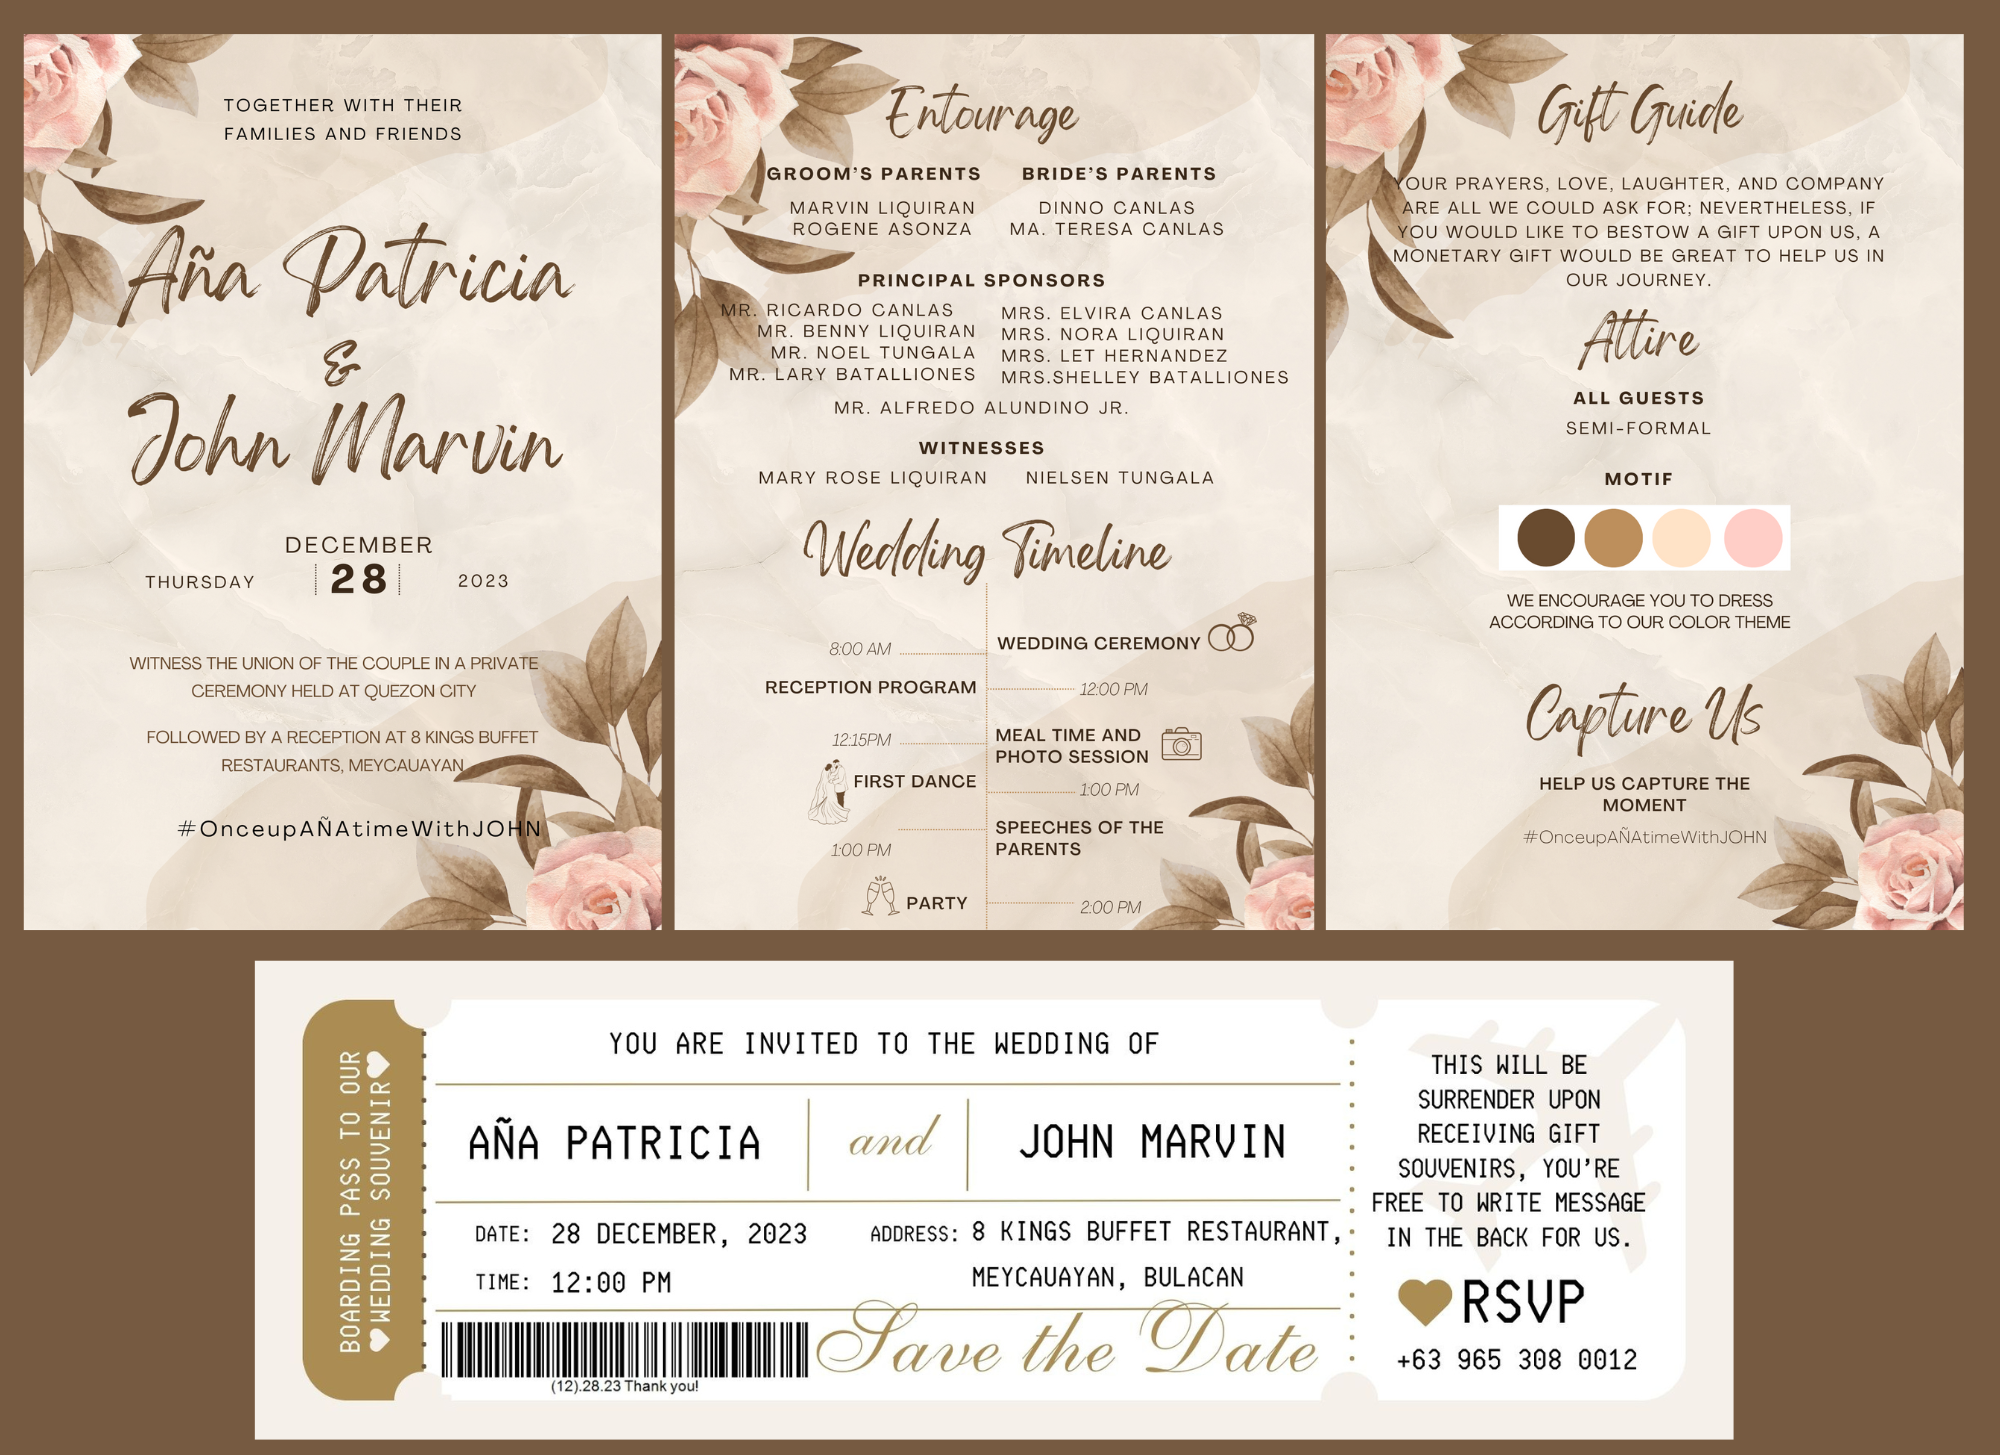 TOGETHER WITH THEIR
FAMILIES AND FRIENDS
Aña Patricia
&
John Marvin
DECEMBER
THURSDAY 28 2023
WITNESS THE UNION OF THE COUPLE IN A PRIVATE
CEREMONY HELD AT QUEZON CITY
FOLLOWED BY A RECEPTION AT 8 KINGS BUFFET
RESTAURANTS, MEYCAUAYAN
#OnceupAÑAtimeWithJOHN
Entourage
GROOM'S PARENTS BRIDE'S PARENTS
MARVIN LIQUIRAN DINNO CANLAS
ROGENE ASONZA MA. TERESA CANLAS
PRINCIPAL SPONSORS
MR. RICARDO CANLAS MRS. ELVIRA CANLAS
MR. BENNY LIQUIRAN MRS. NORA LIQUIRAN
MR. NOEL TUNGALA MRS. LET HERNANDEZ
MR. LARY BATALLIONES MRS.SHELLEY BATALLIONES
MR. ALFREDO ALUNDINO JR.
WITNESSES
MARY ROSE LIQUIRAN NIELSEN TUNGALA
Wedding Timeline
8:00 AM WEDDING CEREMONY
RECEPTION PROGRAM 12:00 PM
12:15PM MEAL TIME AND
PHOTO SESSION
FIRST DANCE 1:00 PM
SPEECHES OF THE
1:00 PM PARENTS
PARTY 2:00 PM
Gift Guide
YOUR PRAYERS, LOVE, LAUGHTER, AND COMPANY
ARE ALL WE COULD ASK FOR; NEVERTHELESS, IF
YOU WOULD LIKE TO BESTOW A GIFT UPON US, A
MONETARY GIFT WOULD BE GREAT TO HELP US IN
OUR JOURNEY.
Attire
ALL GUESTS
SEMI-FORMAL
MOTIF
WE ENCOURAGE YOU TO DRESS
ACCORDING TO OUR COLOR THEME
Capture Us
HELP US CAPTURE THE
MOMENT
#OnceupAÑAtimeWithJOHN
BOARDING PASS TO OUR
WEDDING SOUVENIR
YOU ARE INVITED TO THE WEDDING OF
AÑA PATRICIA and JOHN MARVIN
DATE: 28 DECEMBER, 2023 ADDRESS: 8 KINGS BUFFET RESTAURANT,
TIME: 12:00 PM MEYCAUAYAN, BULACAN
Save the Date
(12).28.23 Thank you!
THIS WILL BE
SURRENDER UPON
RECEIVING GIFT
SOUVENIRS, YOU'RE
FREE TO WRITE MESSAGE
IN THE BACK FOR US.
RSVP
+63 965 308 0012